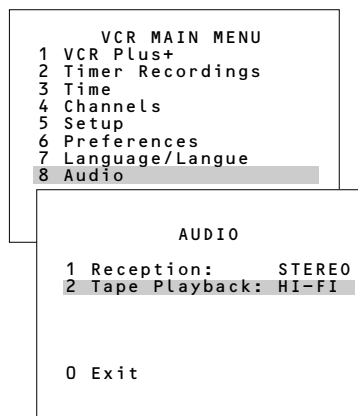 VCR MAIN MENU
1 VCR Plus+
2 Timer Recordings
3 Time
4 Channels
5 Setup
6 Preferences
7 Language/Langue
8 Audio
AUDIO
1 Reception: STEREO
2 Tape Playback: HI-FI
0 Exit